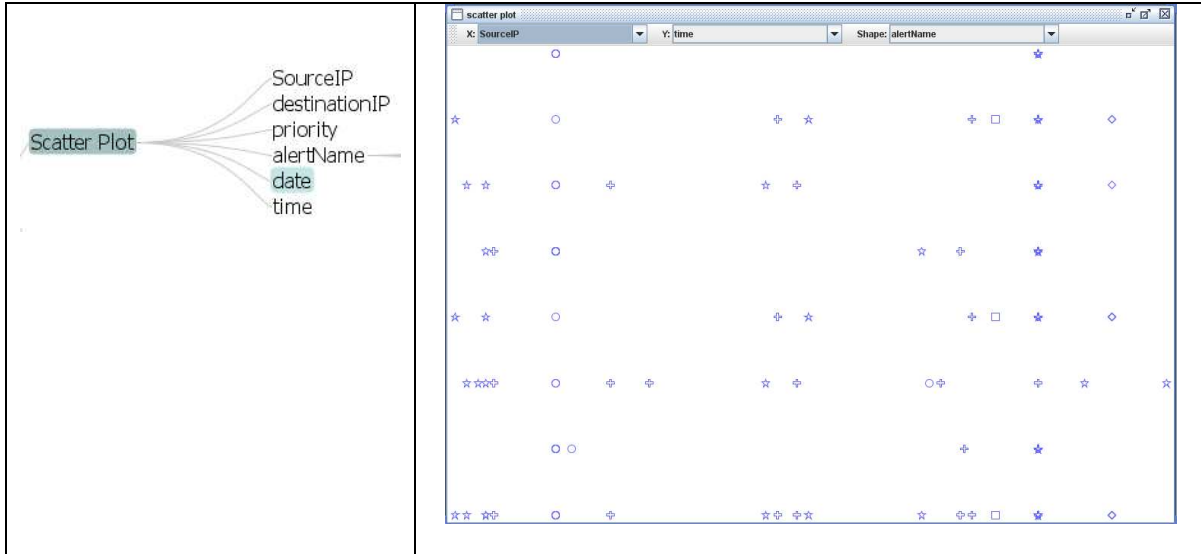 Scatter Plot
SourceIP
destinationIP
priority
alertName
date
time
scatter plot
X: SourceIP Y: time Shape: alertName